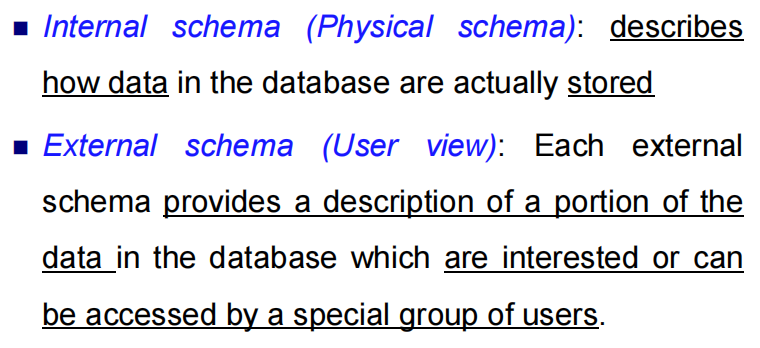 ■ Internal schema (Physical schema): describes
how data in the database are actually stored
■ External schema (User view): Each external
schema provides a description of a portion of the
data in the database which are interested or can
be accessed by a special group of users.